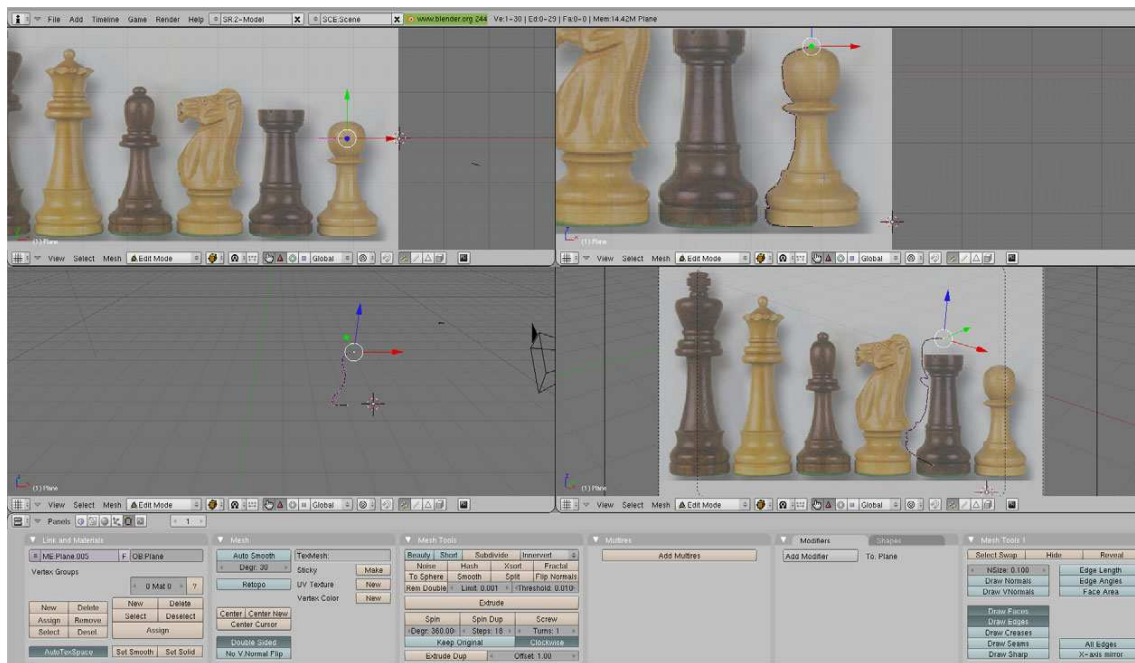 File Add Timeline Game Render Help SR:2-Model SCE:Scene www.blender.org 244 Ve:1-30 | Ed:0-29 | Fa:0-0 | Mem:14.42M Plane
(1) Plane
(1) Plane
View Select Mesh Edit Mode Global
View Select Mesh Edit Mode Global
(1) Plane
(1) Plane
View Select Mesh Edit Mode Global
View Select Mesh Edit Mode Global
Panels 1
Link and Materials
ME:Plane.005 F OB:Plane
Vertex Groups
0 Mat 0 ?
New Delete New Delete
Assign Remove Select Deselect
Select Desel. Assign
AutoTexSpace Set Smooth Set Solid
Mesh
Auto Smooth TexMesh:
Degr: 30 Sticky Make
Retopo UV Texture New
Vertex Color New
Center Center New
Center Cursor
Double Sided
No V.Normal Flip
Mesh Tools
Beauty Short Subdivide Innervert
Noise Hash Xsort Fractal
To Sphere Smooth Split Flip Normals
Rem Double Limit: 0.001 Threshold: 0.010
Extrude
Spin Spin Dup Screw
Degr: 360.00 Steps: 18 Turns: 1
Keep Original Clockwise
Extrude Dup Offset: 1.00
Multires
Add Multires
Modifiers Shapes
Add Modifier To: Plane
Mesh Tools 1
Select Swap Hide Reveal
NSize: 0.100 Edge Length
Draw Normals Edge Angles
Draw VNormals Face Area
Draw Faces
Draw Edges
Draw Creases
Draw Seams All Edges
Draw Sharp X-axis mirror